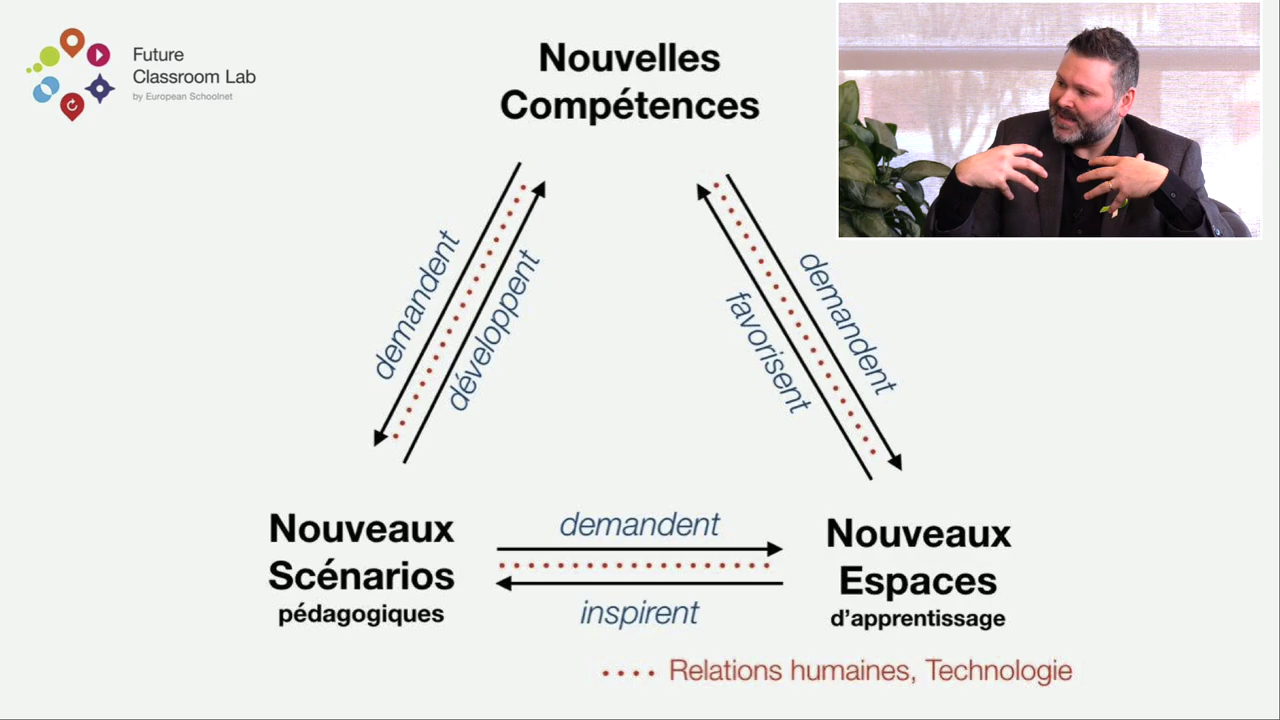 Future
Classroom Lab
by European Schoolnet
Nouvelles
Compétences
demandent
développent
favorisent
demandent
Nouveaux
Scénarios
pédagogiques
demandent
inspirent
Nouveaux
Espaces
d'apprentissage
Relations humaines, Technologie